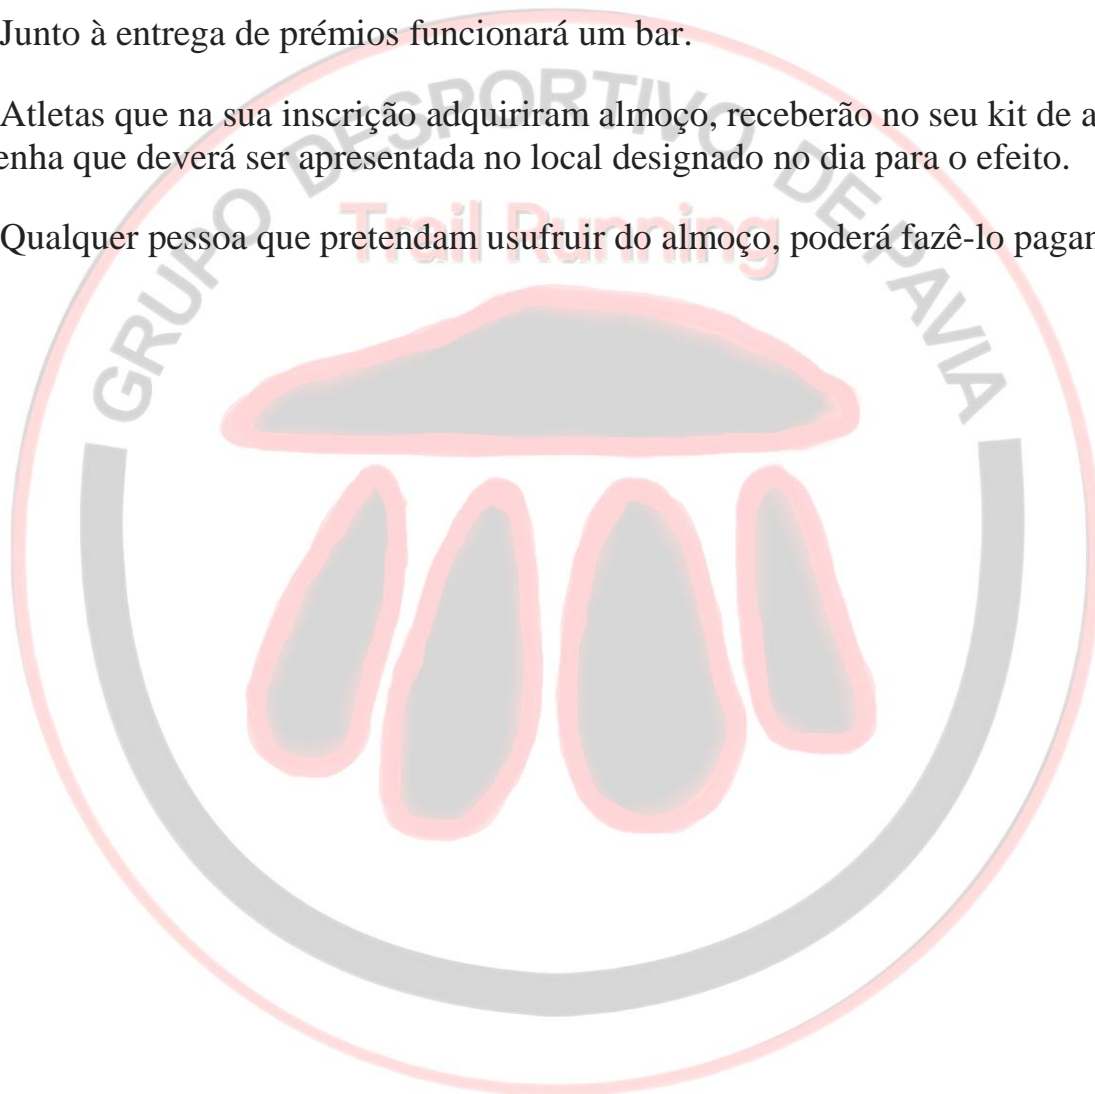 Junto à entrega de prémios funcionará um bar.
Atletas que na sua inscrição adquiriram almoço, receberão no seu kit de a
enha que deverá ser apresentada no local designado no dia para o efeito.
Qualquer pessoa que pretendam usufruir do almoço, poderá fazê-lo pagan
GRUPO DESPORTIVO DE PAVIA
Trail Running